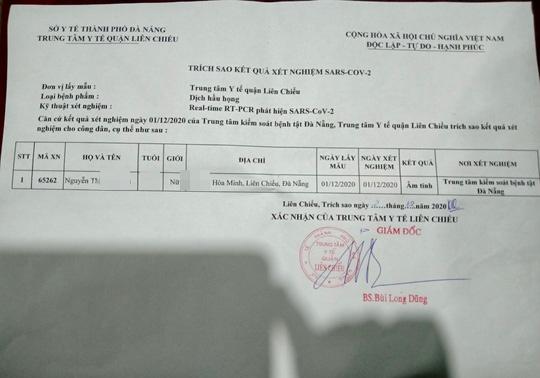 SỞ Y TẾ THÀNH PHỐ ĐÀ NẴNG
TRUNG TÂM Y TẾ QUẬN LIÊN CHIỂU
CỘNG HÒA XÃ HỘI CHỦ NGHĨA VIỆT NAM
ĐỘC LẬP - TỰ DO - HẠNH PHÚC
TRÍCH SAO KẾT QUẢ XÉT NGHIỆM SARS-COV-2
Đơn vị lấy mẫu : Trung tâm Y tế quận Liên Chiểu
Loại bệnh phẩm : Dịch hầu họng
Kỹ thuật xét nghiệm : Real-time RT-PCR phát hiện SARS-CoV-2
Căn cứ kết quả xét nghiệm ngày 01/12/2020 của Trung tâm kiểm soát bệnh tật Đà Nẵng, Trung tâm Y tế quận Liên Chiểu trích sao kết quả xét
nghiệm cho công dân, cụ thể như sau :
STT MÃ XN HỌ VÀ TÊN TUỔI GIỚI ĐỊA CHỈ NGÀY LẤY MẪU NGÀY XÉT NGHIỆM KẾT QUẢ NƠI XÉT NGHIỆM
1 65262 Nguyễn Th Nữ Hòa Minh, Liên Chiểu, Đà Nẵng 01/12/2020 01/12/2020 Âm tính Trung tâm kiểm soát bệnh tật Đà Nẵng
Liên Chiểu, Trích sao ngày tháng năm 2020
XÁC NHẬN CỦA TRUNG TÂM Y TẾ LIÊN CHIỂU
GIÁM ĐỐC
TRUNG TÂM
Y TẾ
QUẬN
LIÊN CHIỂU
BS.Bùi Long Dũng